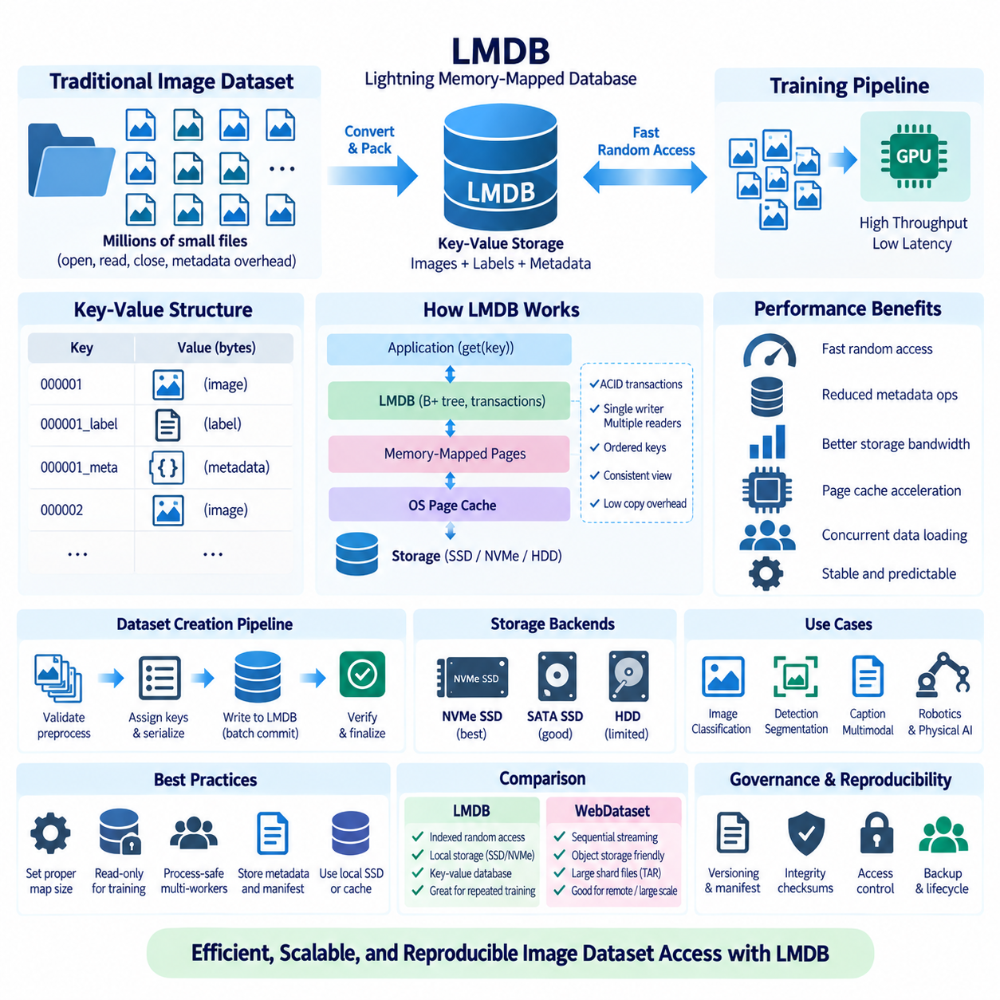 LMDB
Lightning Memory-Mapped Database
Traditional Image Dataset
...
Millions of small files
(open, read, close, metadata overhead)
Convert
& Pack
LMDB
Key-Value Storage
Images + Labels + Metadata
Fast
Random Access
Training Pipeline
GPU
High Throughput
Low Latency
Key-Value Structure
Key Value (bytes)
000001 (image)
000001_label (label)
000001_meta {} (metadata)
000002 (image)
... ...
How LMDB Works
Application (get(key))
LMDB (B+ tree, transactions)
Memory-Mapped Pages
OS Page Cache
Storage (SSD / NVMe / HDD)
✓ACID transactions
✓ Single writer
Multiple readers
✓ Ordered keys
✓ Consistent view
✓ Low copy overhead
Performance Benefits
Fast random access
Reduced metadata ops
Better storage bandwidth
Page cache acceleration
Concurrent data loading
Stable and predictable
Dataset Creation Pipeline
Validate
preprocess
Assign keys
& serialize
Write to LMDB
(batch commit)
Verify
& finalize
Storage Backends
NVMe SSD
NVMe SSD
(best)
SATA SSD
(good)
HDD
(limited)
Use Cases
Image
Classification
Detection
Segmentation
Caption
Multimodal
Robotics
& Physical AI
Best Practices
Set proper
map size
Read-only
for training
Process-safe
multi-workers
Store metadata
and manifest
Use local SSD
or cache
Comparison
LMDB
✓ Indexed random access
✓ Local storage (SSD/NVMe)
✓ Key-value database
✓ Great for repeated training
WebDataset
✓ Sequential streaming
✓ Object storage friendly
✓ Large shard files (TAR)
✓ Good for remote / large scale
Governance & Reproducibility
Versioning
& manifest
Integrity
checksums
Access
control
Backup
& lifecycle
Efficient, Scalable, and Reproducible Image Dataset Access with LMDB